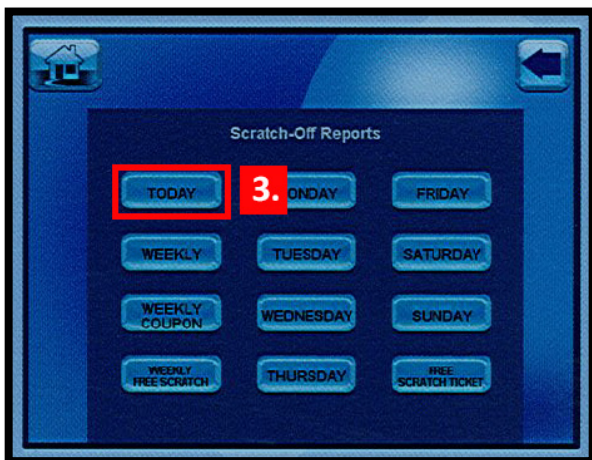 Scratch-Off Reports
TODAY
3.
ONDAY
FRIDAY
WEEKLY
TUESDAY
SATURDAY
WEEKLY
COUPON
WEDNESDAY
SUNDAY
WEEKLY
FREE SCRATCH
THURSDAY
FREE
SCRATCH TICKET